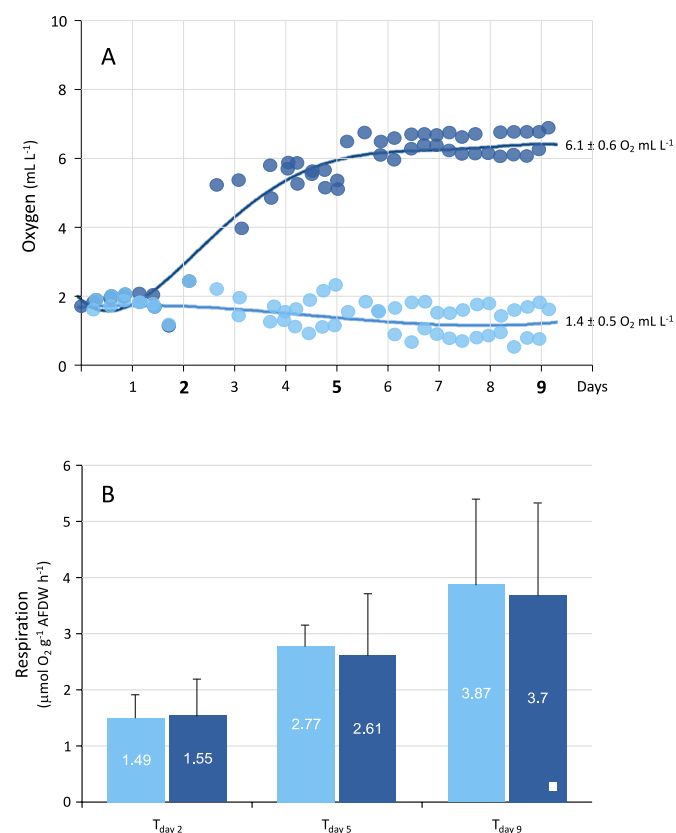 10
A
8
6
4
2
0
Oxygen (mL L⁻¹)
6.1 ± 0.6 O₂ mL L⁻¹
1.4 ± 0.5 O₂ mL L⁻¹
1 2 3 4 5 6 7 8 9 Days
6
B
5
4
3
2
1
0
Respiration
(µmol O₂ g⁻¹ AFDW h⁻¹)
1.49 1.55 2.77 2.61 3.87 3.7
T day 2 T day 5 T day 9